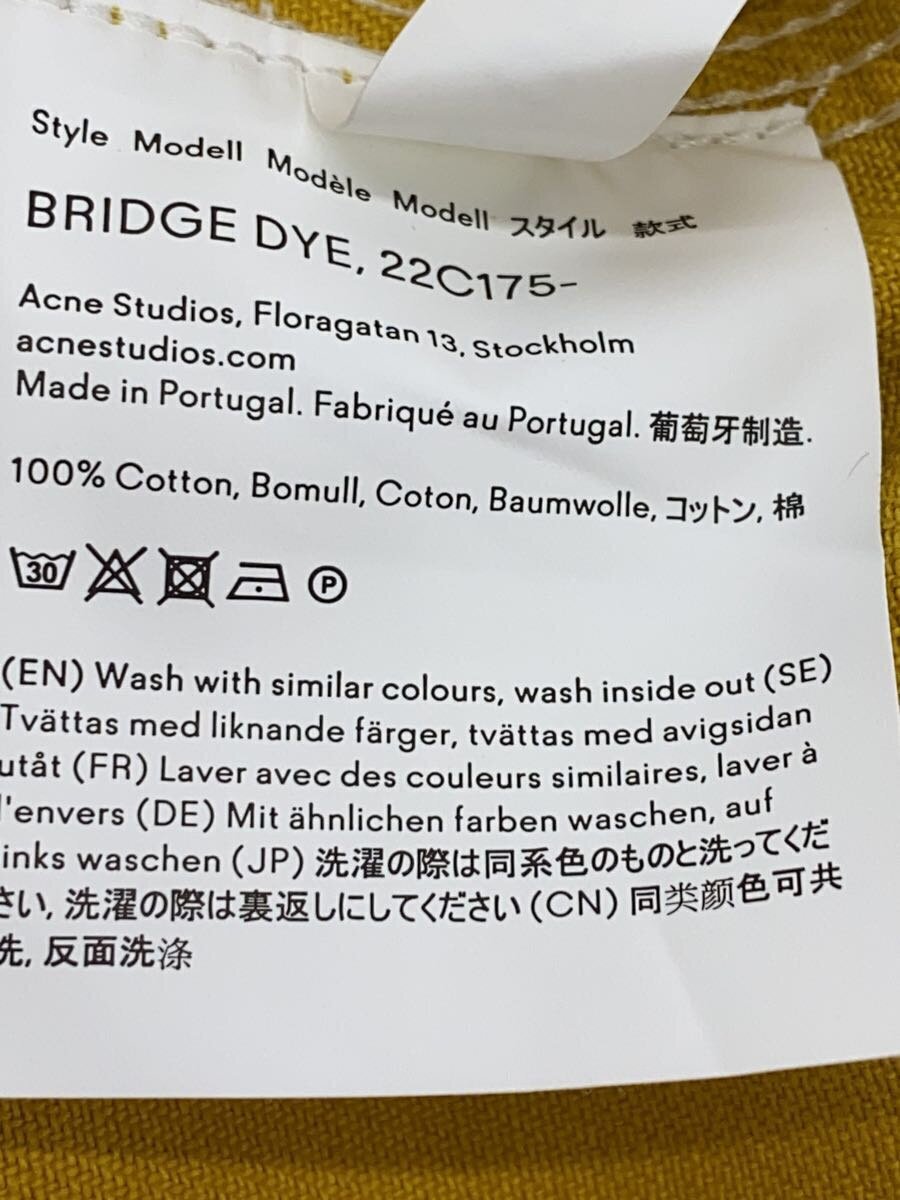 Style Modell Modèle Modell スタイル 款式
BRIDGE DYE, 22C175-
Acne Studios, Floragatan 13, Stockholm
acnestudios.com
Made in Portugal. Fabriqué au Portugal. 葡萄牙制造.
100% Cotton, Bomull, Coton, Baumwolle, コットン, 棉
30 P
(EN) Wash with similar colours, wash inside out (SE)
Tvättas med liknande färger, tvättas med avigsidan
utåt (FR) Laver avec des couleurs similaires, laver à
l'envers (DE) Mit ähnlichen farben waschen, auf
inks waschen (JP) 洗濯の際は同系色のものと洗ってくだ
さい, 洗濯の際は裏返しにしてください (CN) 同类颜色可共
洗, 反面洗涤